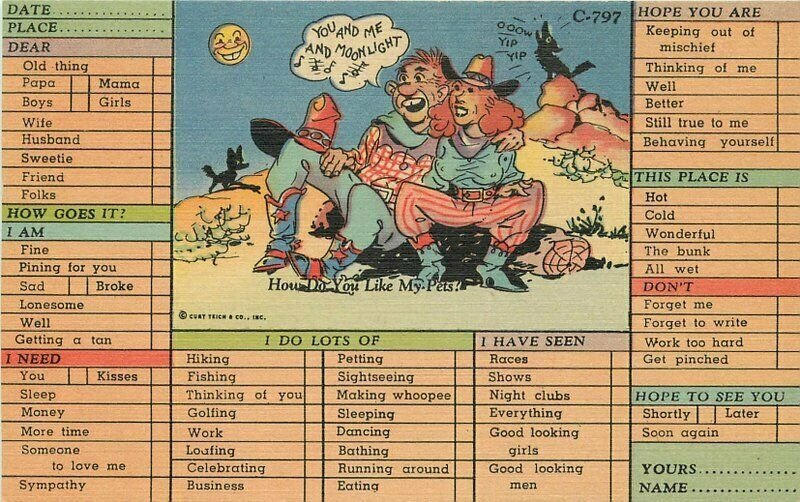 DATE
PLACE
DEAR
Old thing
Papa Mama
Boys Girls
Wife
Husband
Sweetie
Friend
Folks
HOW GOES IT?
I AM
Fine
Pining for you
Sad Broke
Lonesome
Well
Getting a tan
I NEED
You Kisses
Sleep
Money
More time
Someone
to love me
Sympathy
C-797
YOU AND ME
AND MOONLIGHT
OOOW
YIP
YIP
How Do You Like My Pets?
© CURT TEICH & CO., INC.
I DO LOTS OF
Hiking
Fishing
Thinking of you
Golfing
Work
Loafing
Celebrating
Business
Petting
Sightseeing
Making whoopee
Sleeping
Dancing
Bathing
Running around
Eating
I HAVE SEEN
Races
Shows
Night clubs
Everything
Good looking
girls
Good looking
men
HOPE YOU ARE
Keeping out of
mischief
Thinking of me
Well
Better
Still true to me
Behaving yourself
THIS PLACE IS
Hot
Cold
Wonderful
The bunk
All wet
DON'T
Forget me
Forget to write
Work too hard
Get pinched
HOPE TO SEE YOU
Shortly Later
Soon again
YOURS
NAME